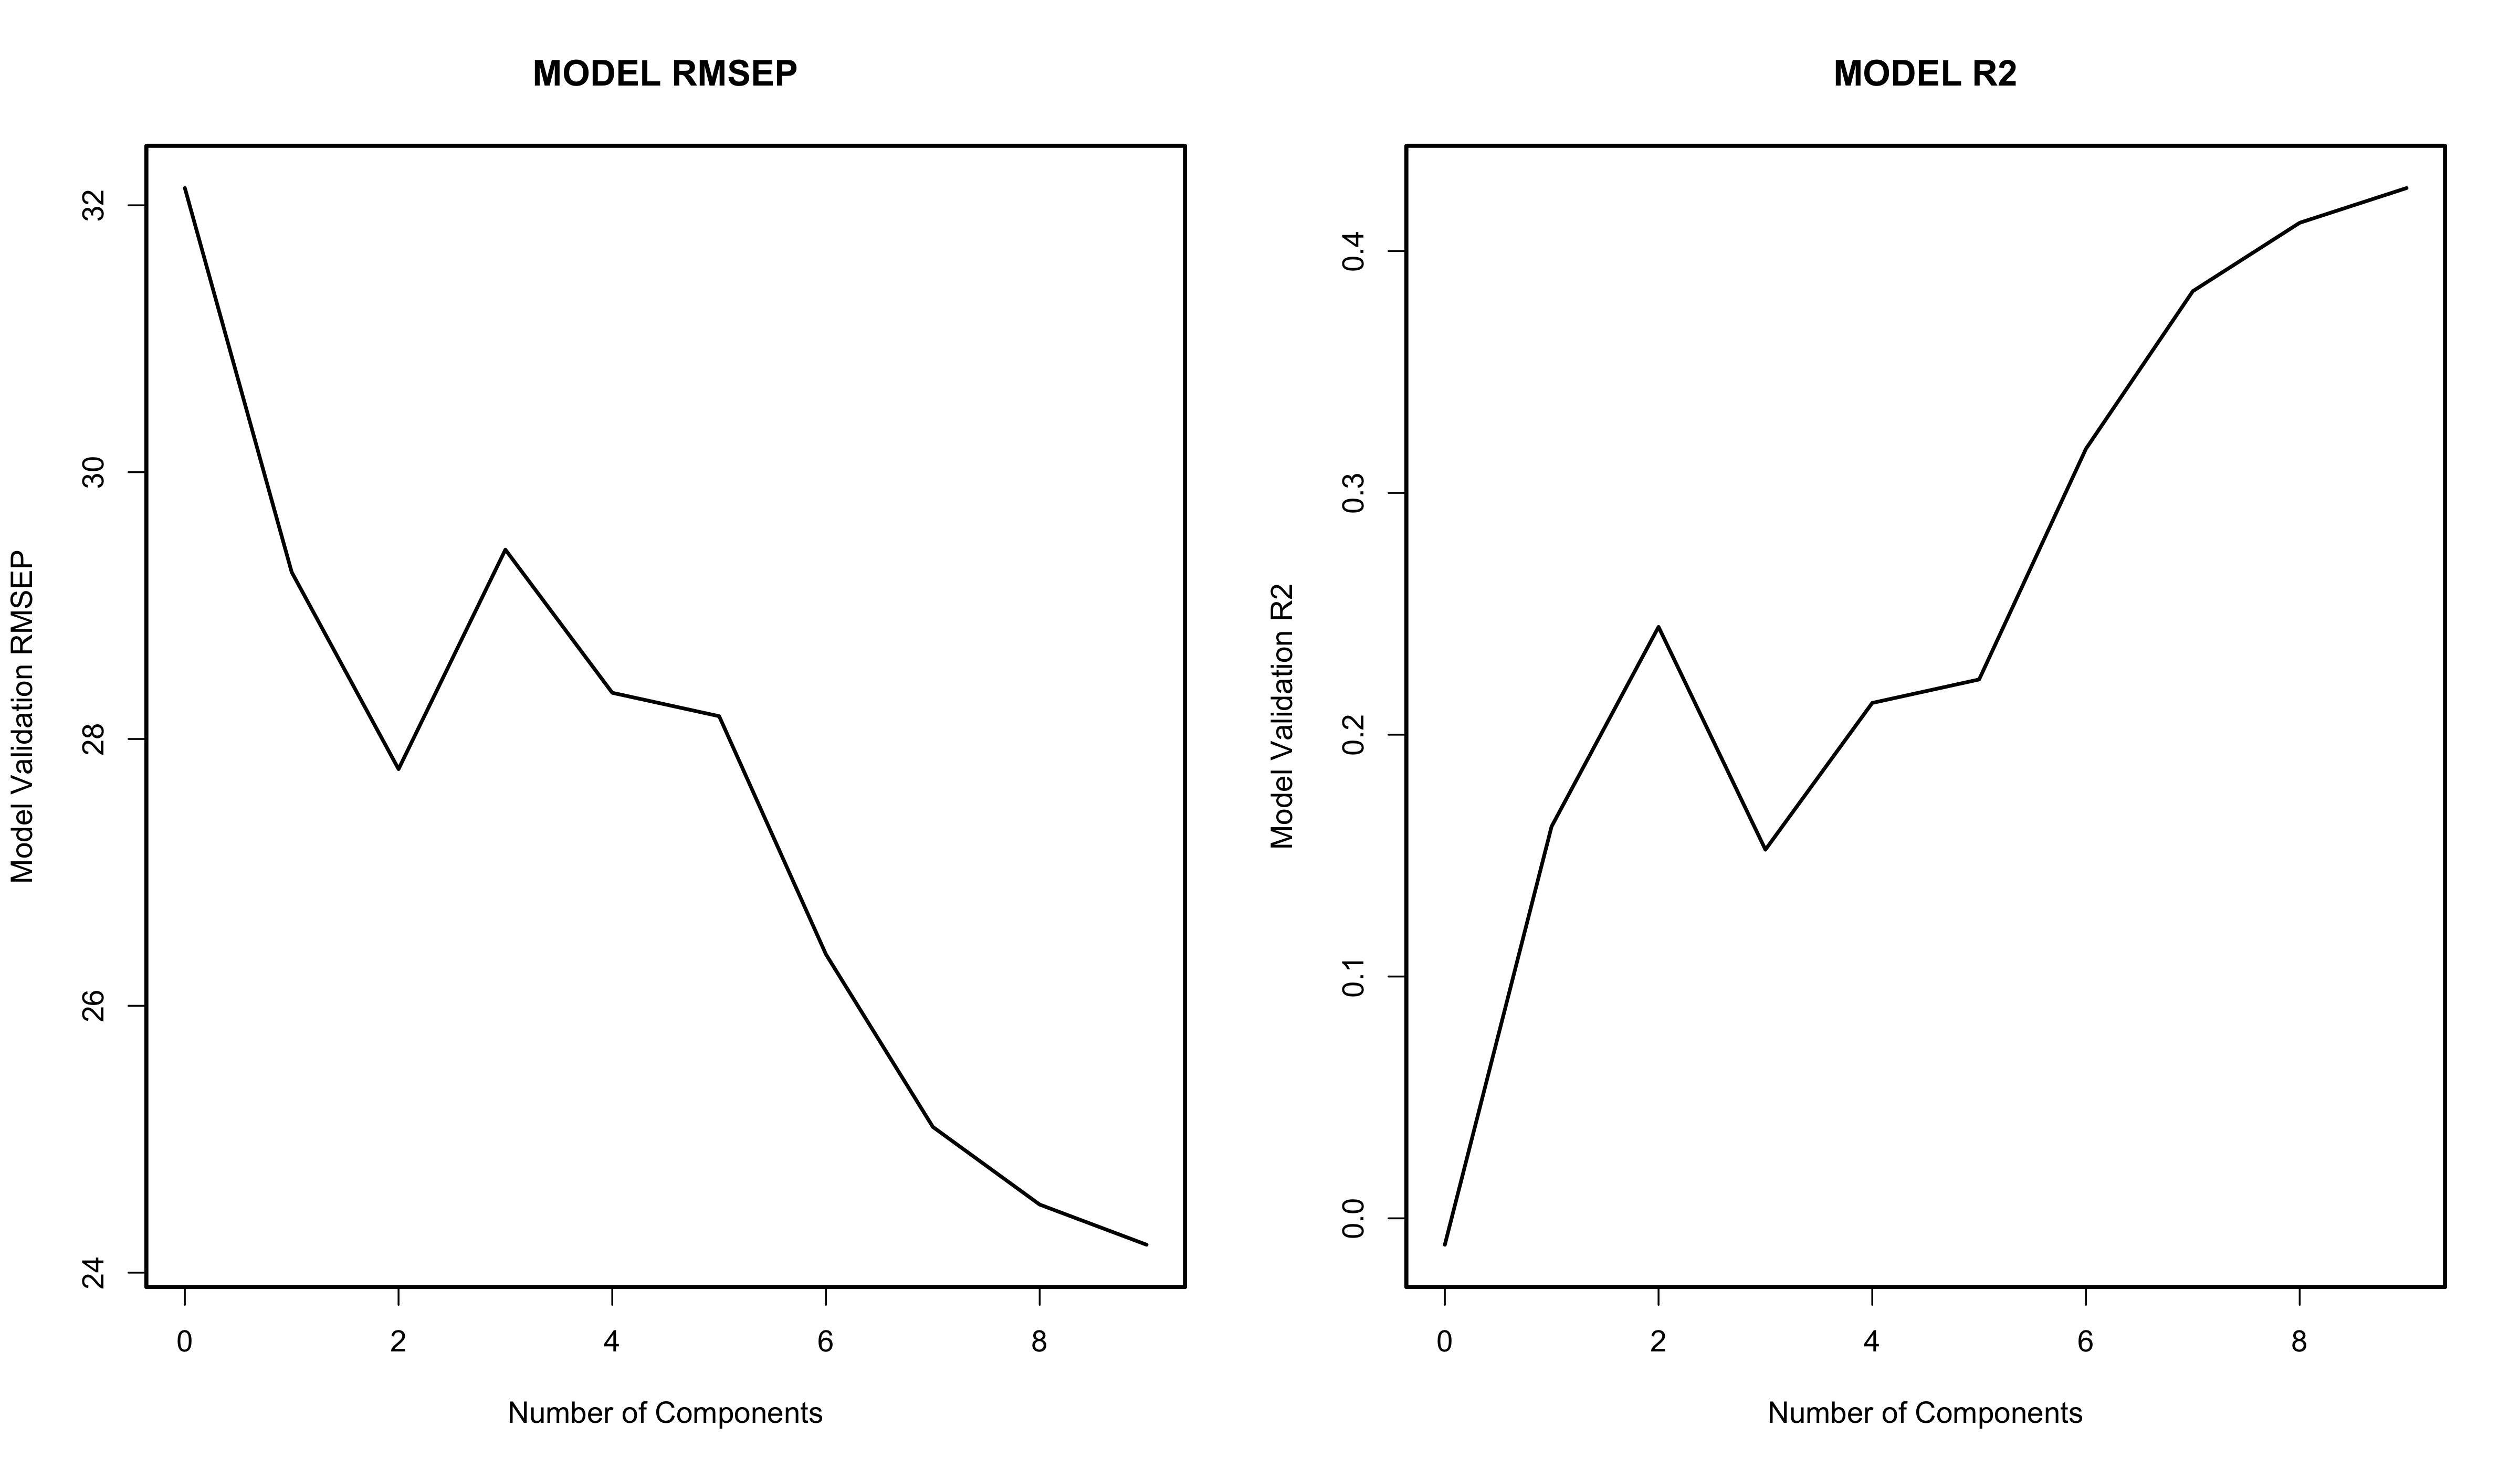 MODEL RMSEP
Model Validation RMSEP
32
30
28
26
24
0 2 4 6 8
Number of Components
MODEL R2
Model Validation R2
0.4
0.3
0.2
0.1
0.0
0 2 4 6 8
Number of Components